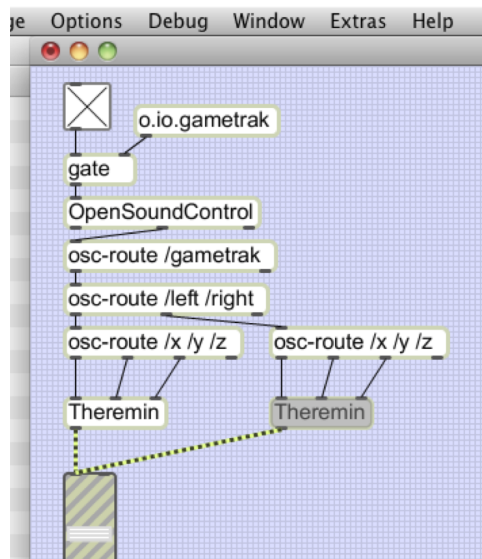 ge Options Debug Window Extras Help
o.io.gametrak
gate
OpenSoundControl
osc-route /gametrak
osc-route /left /right
osc-route /x /y /z osc-route /x /y /z
Theremin Theremin